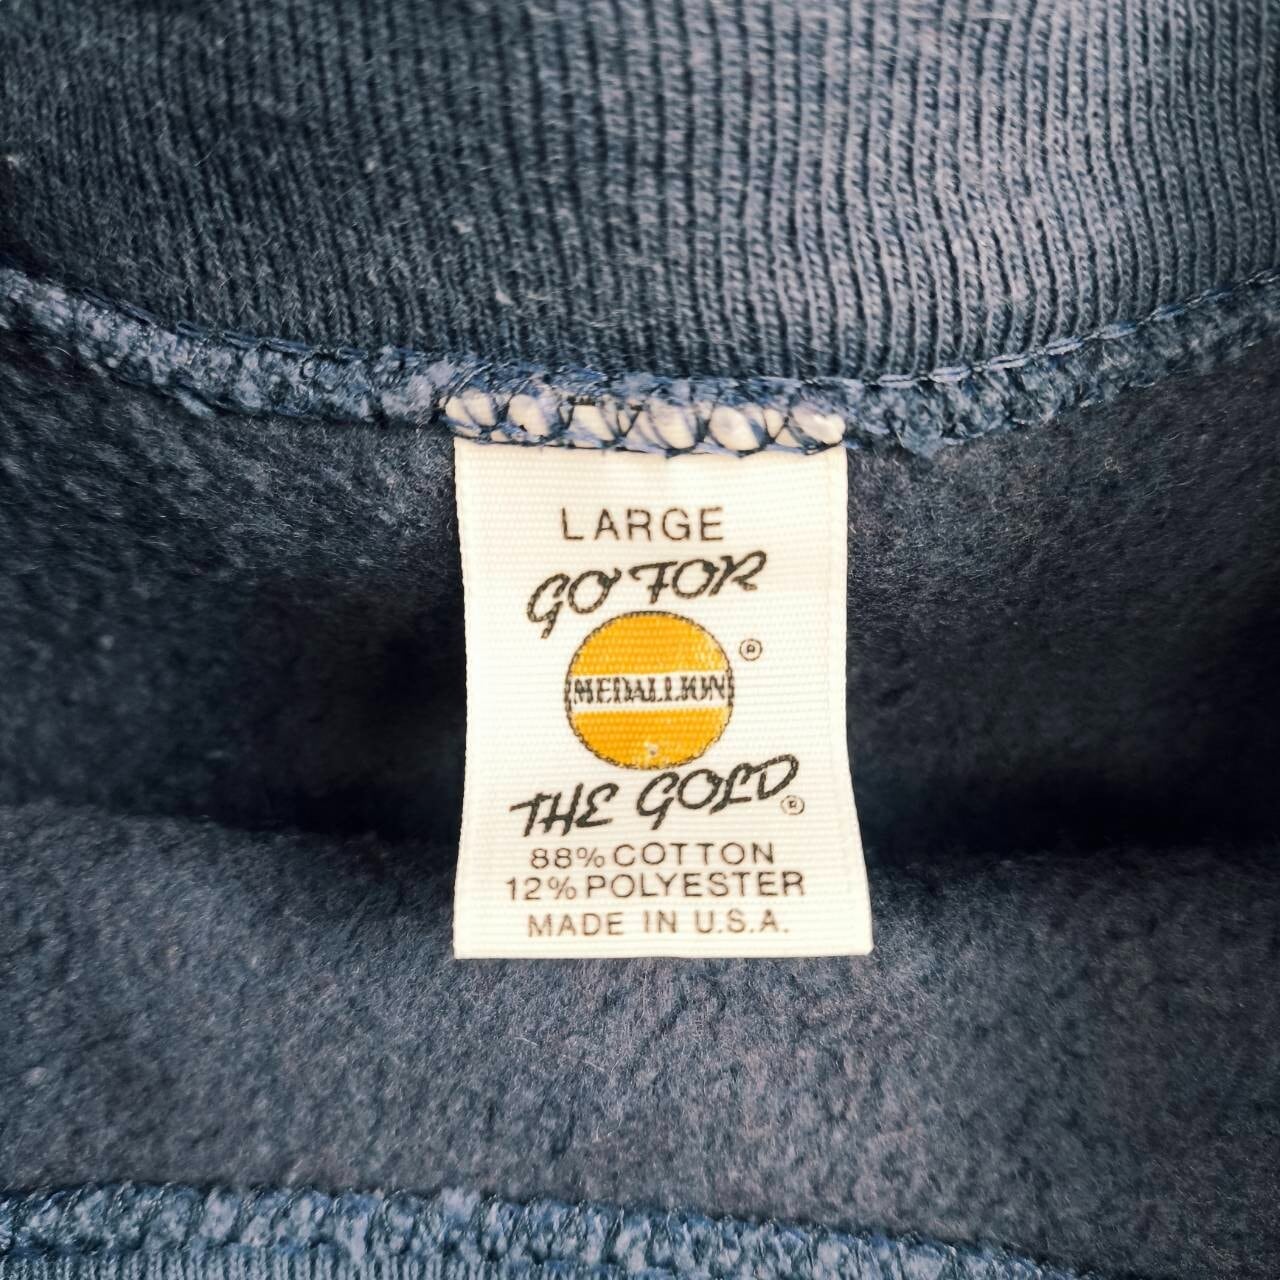 LARGE
GO FOR
MEDALLION ®
THE GOLD ®
88% COTTON
12% POLYESTER
MADE IN U.S.A.